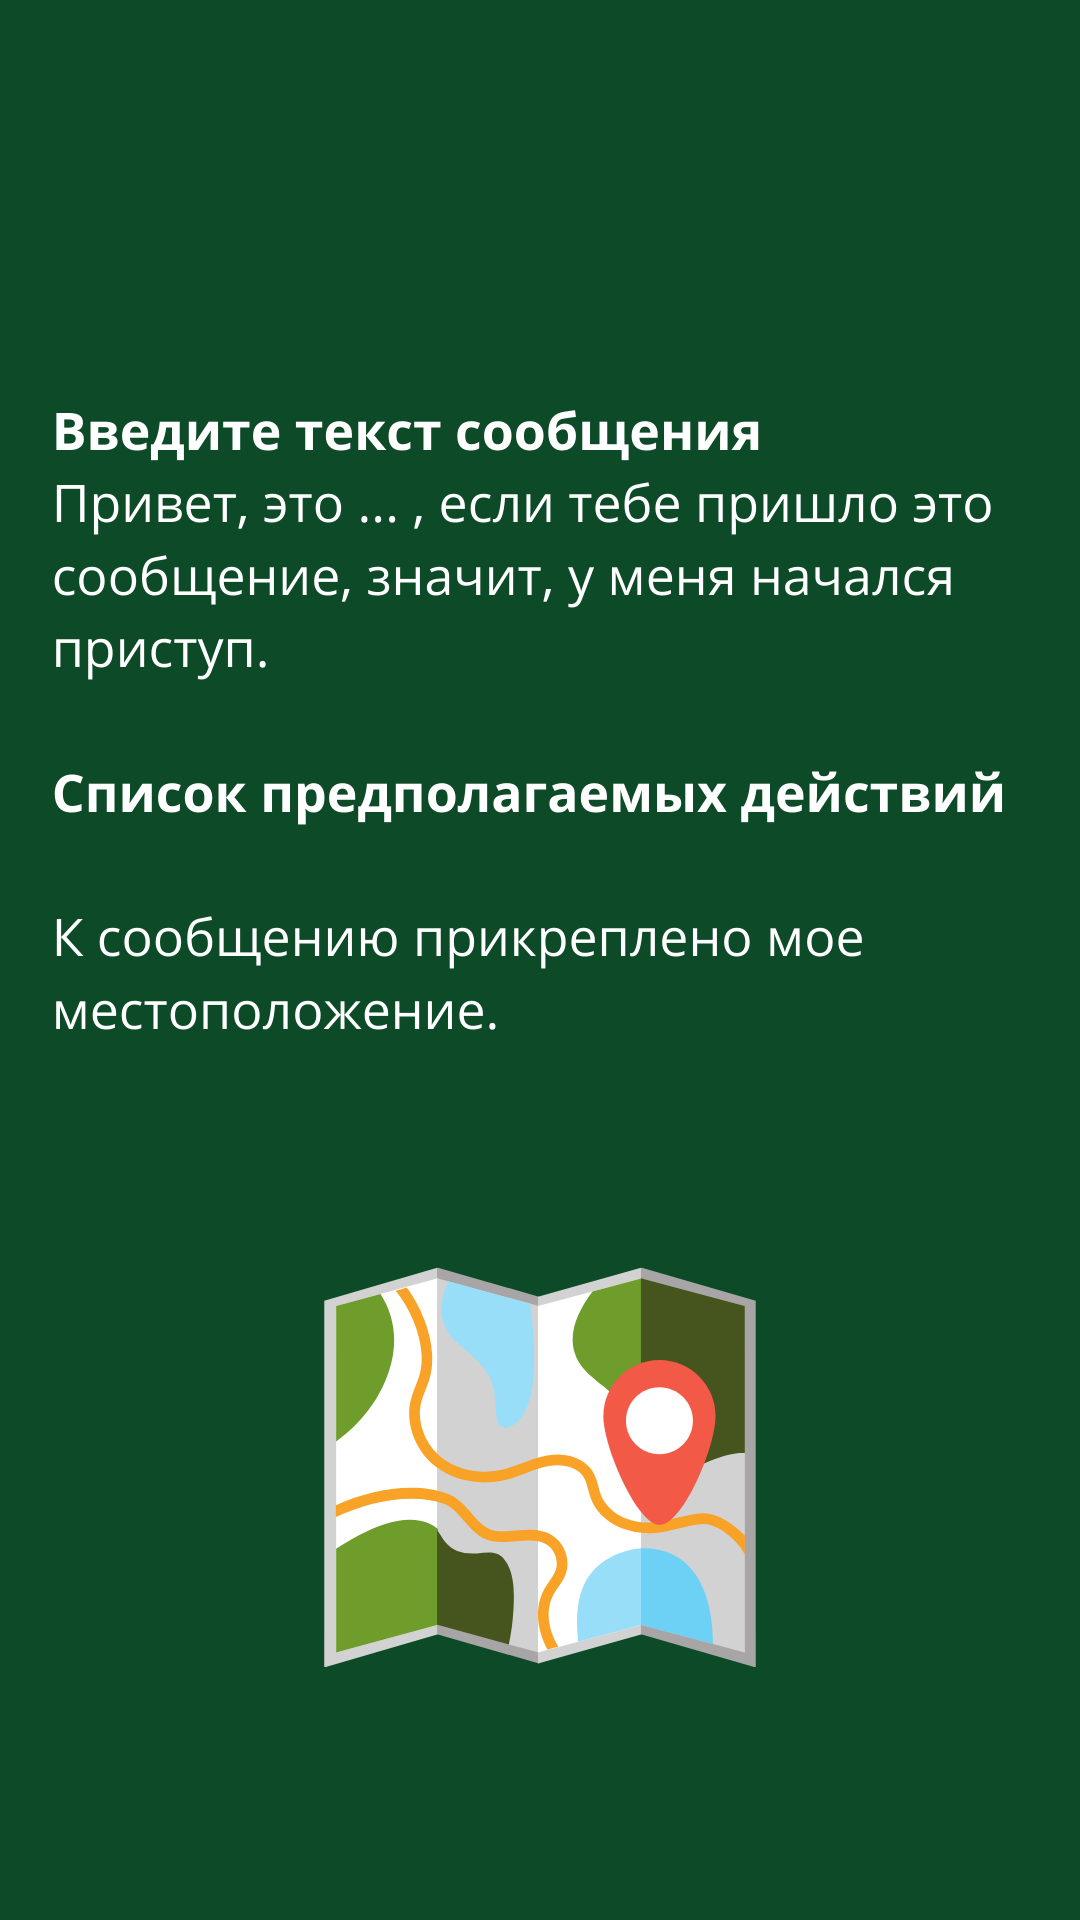 Введите текст сообщения
Привет, это ... , если тебе пришло это
сообщение, значит, у меня начался
приступ.
Список предполагаемых действий
К сообщению прикреплено мое
местоположение.